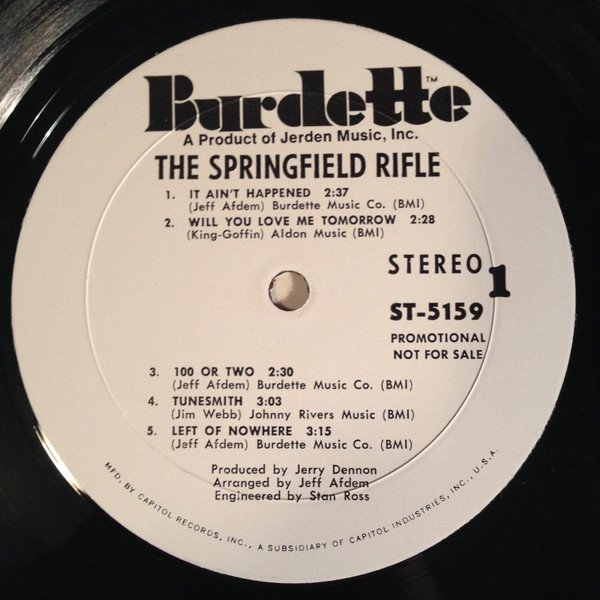 Burdette™
A Product of Jerden Music, Inc.
THE SPRINGFIELD RIFLE
1. IT AIN'T HAPPENED 2:37
(Jeff Afdem) Burdette Music Co. (BMI)
2. WILL YOU LOVE ME TOMORROW 2:28
(King-Goffin) Aldon Music (BMI)
STEREO 1
ST-5159
PROMOTIONAL
NOT FOR SALE
3. 100 OR TWO 2:30
(Jeff Afdem) Burdette Music Co. (BMI)
4. TUNESMITH 3:03
(Jim Webb) Johnny Rivers Music (BMI)
5. LEFT OF NOWHERE 3:15
(Jeff Afdem) Burdette Music Co. (BMI)
Produced by Jerry Dennon
Arranged by Jeff Afdem
Engineered by Stan Ross
MFD. BY CAPITOL RECORDS, INC., A SUBSIDIARY OF CAPITOL INDUSTRIES, INC., U.S.A.